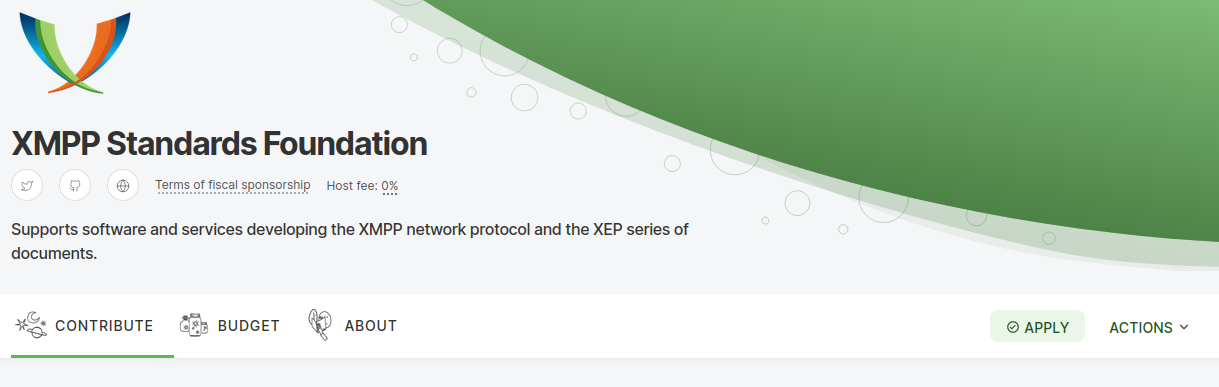 XMPP Standards Foundation
Terms of fiscal sponsorship Host fee: 0%
Supports software and services developing the XMPP network protocol and the XEP series of
documents.
CONTRIBUTE BUDGET ABOUT APPLY ACTIONS